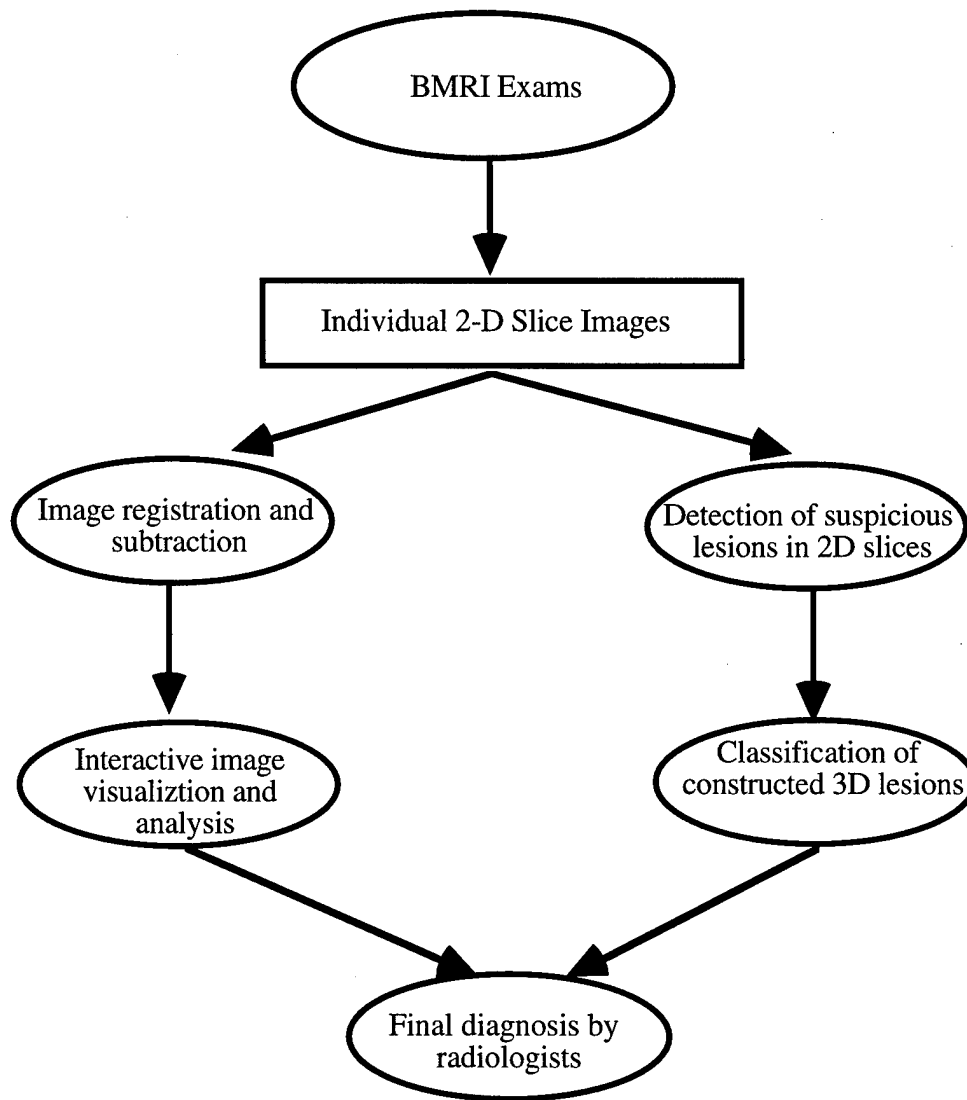 BMRI Exams
Individual 2-D Slice Images
Image registration and
subtraction
Detection of suspicious
lesions in 2D slices
Interactive image
visualiztion and
analysis
Classification of
constructed 3D lesions
Final diagnosis by
radiologists